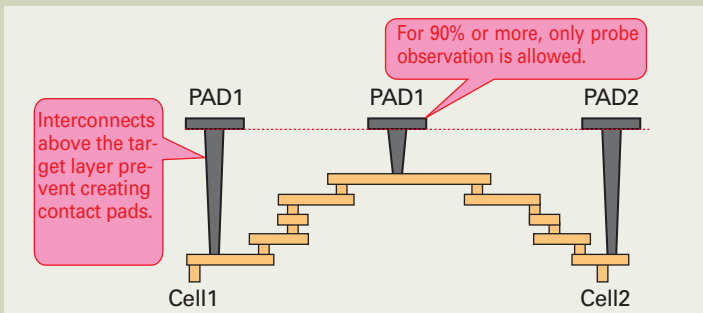 For 90% or more, only probe
observation is allowed.
PAD1
PAD1
PAD2
Interconnects
above the tar-
get layer pre-
vent creating
contact pads.
Cell1
Cell2